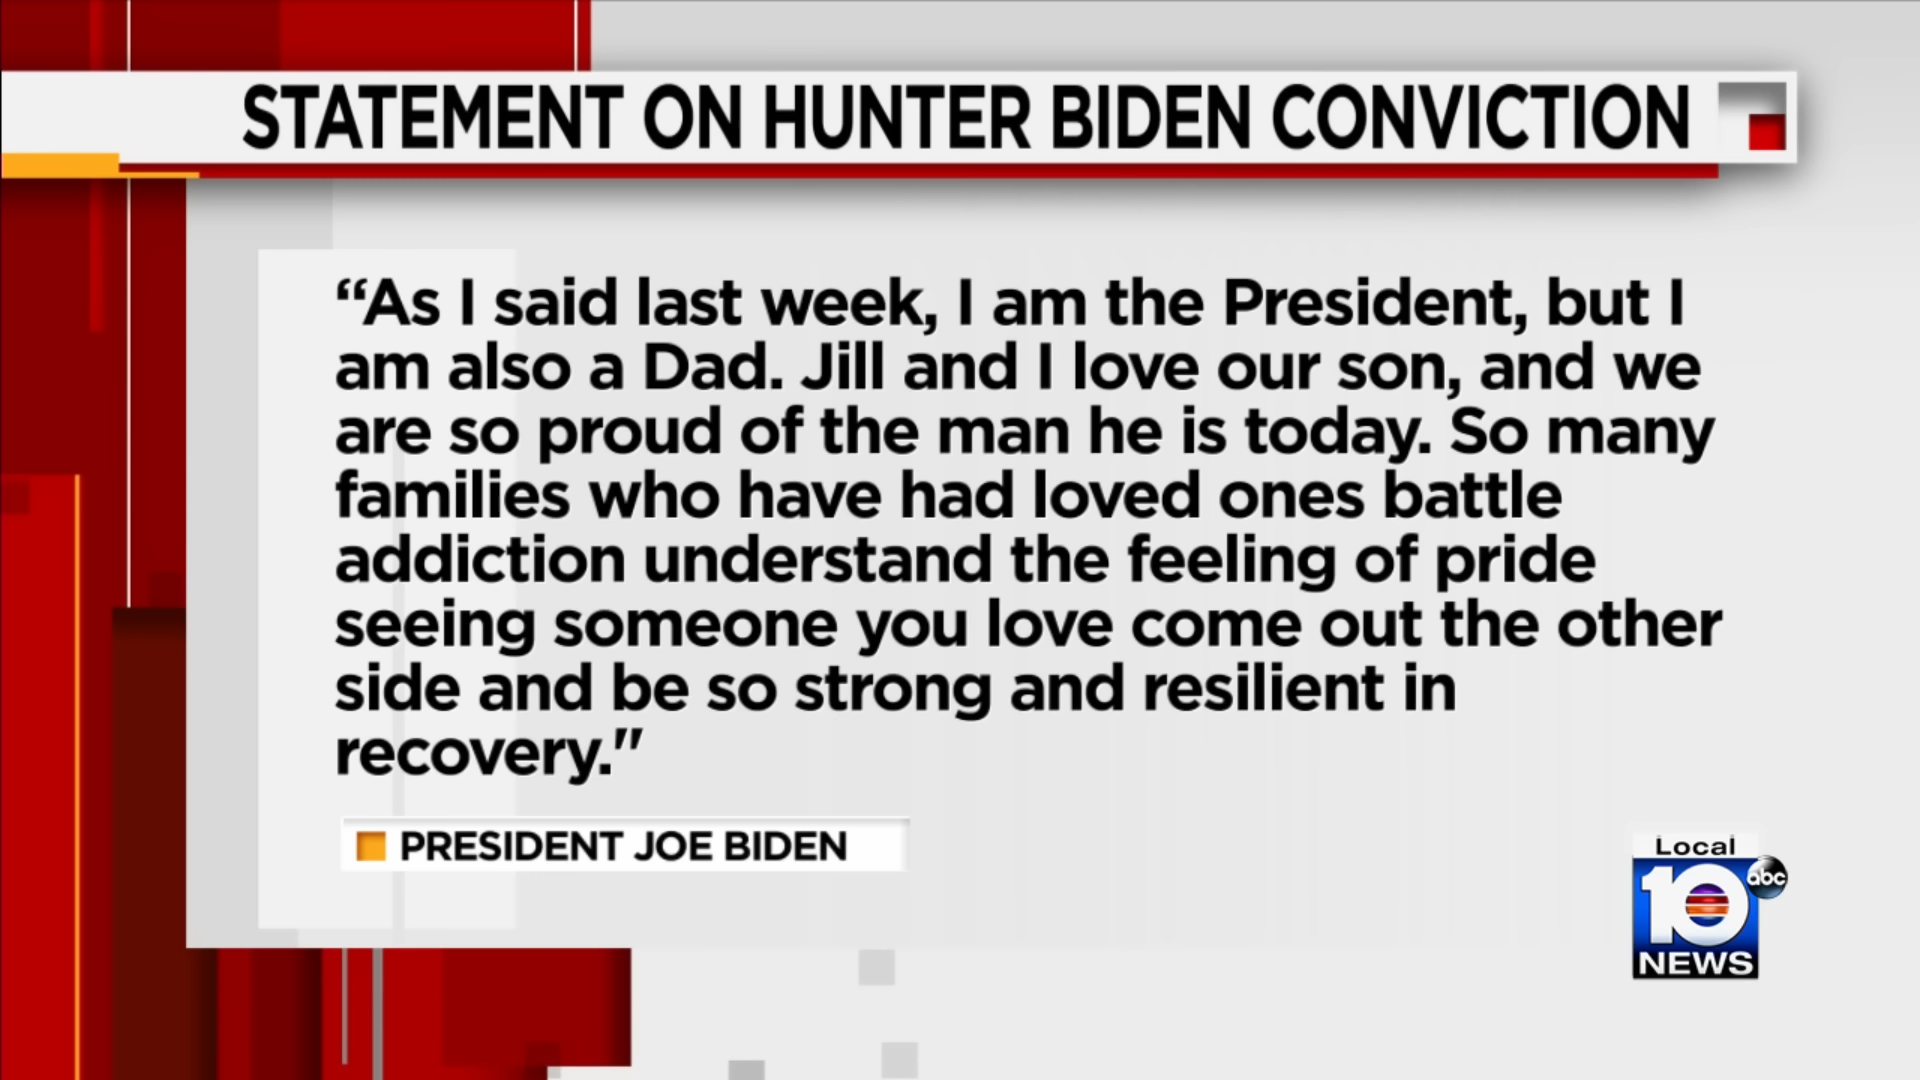 STATEMENT ON HUNTER BIDEN CONVICTION
“As I said last week, I am the President, but I
am also a Dad. Jill and I love our son, and we
are so proud of the man he is today. So many
families who have had loved ones battle
addiction understand the feeling of pride
seeing someone you love come out the other
side and be so strong and resilient in
recovery."
PRESIDENT JOE BIDEN
Local
10
abc
NEWS